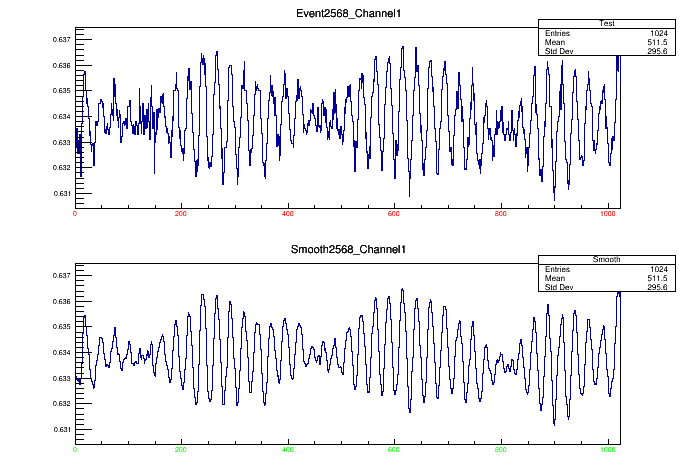 Event2568_Channel1
Test
Entries 1024
Mean 511.5
Std Dev 295.6
0.637
0.636
0.635
0.634
0.633
0.632
0.631
0 200 400 600 800 1000
Smooth2568_Channel1
Smooth
Entries 1024
Mean 511.5
Std Dev 295.6
0.637
0.636
0.635
0.634
0.633
0.632
0.631
0 200 400 600 800 1000